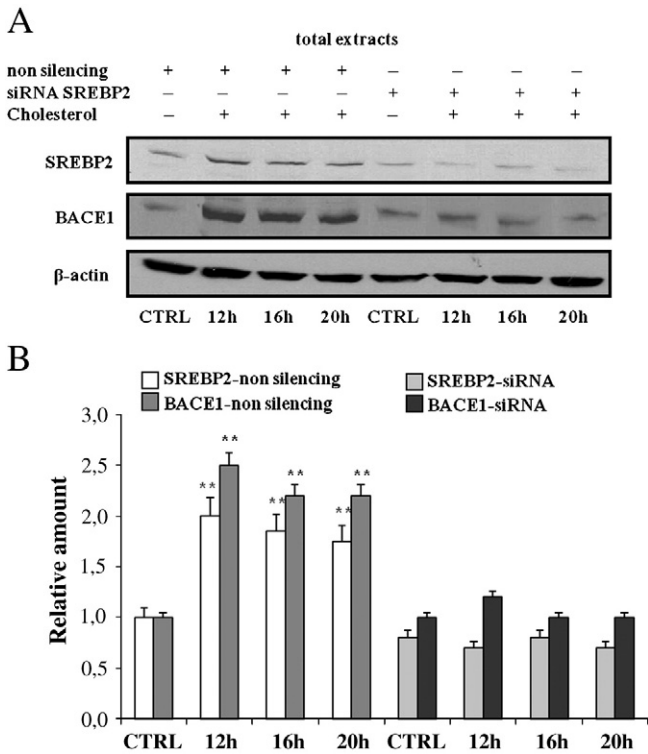 A
total extracts
non silencing + + + + – – – –
siRNA SREBP2 – – – – + + + +
Cholesterol – + + + – + + +
SREBP2
BACE1
β-actin
CTRL 12h 16h 20h CTRL 12h 16h 20h
B
SREBP2-non silencing SREBP2-siRNA
BACE1-non silencing BACE1-siRNA
3,0
2,5
2,0
1,5
1,0
0,5
0,0
Relative amount
** ** ** ** ** **
CTRL 12h 16h 20h CTRL 12h 16h 20h